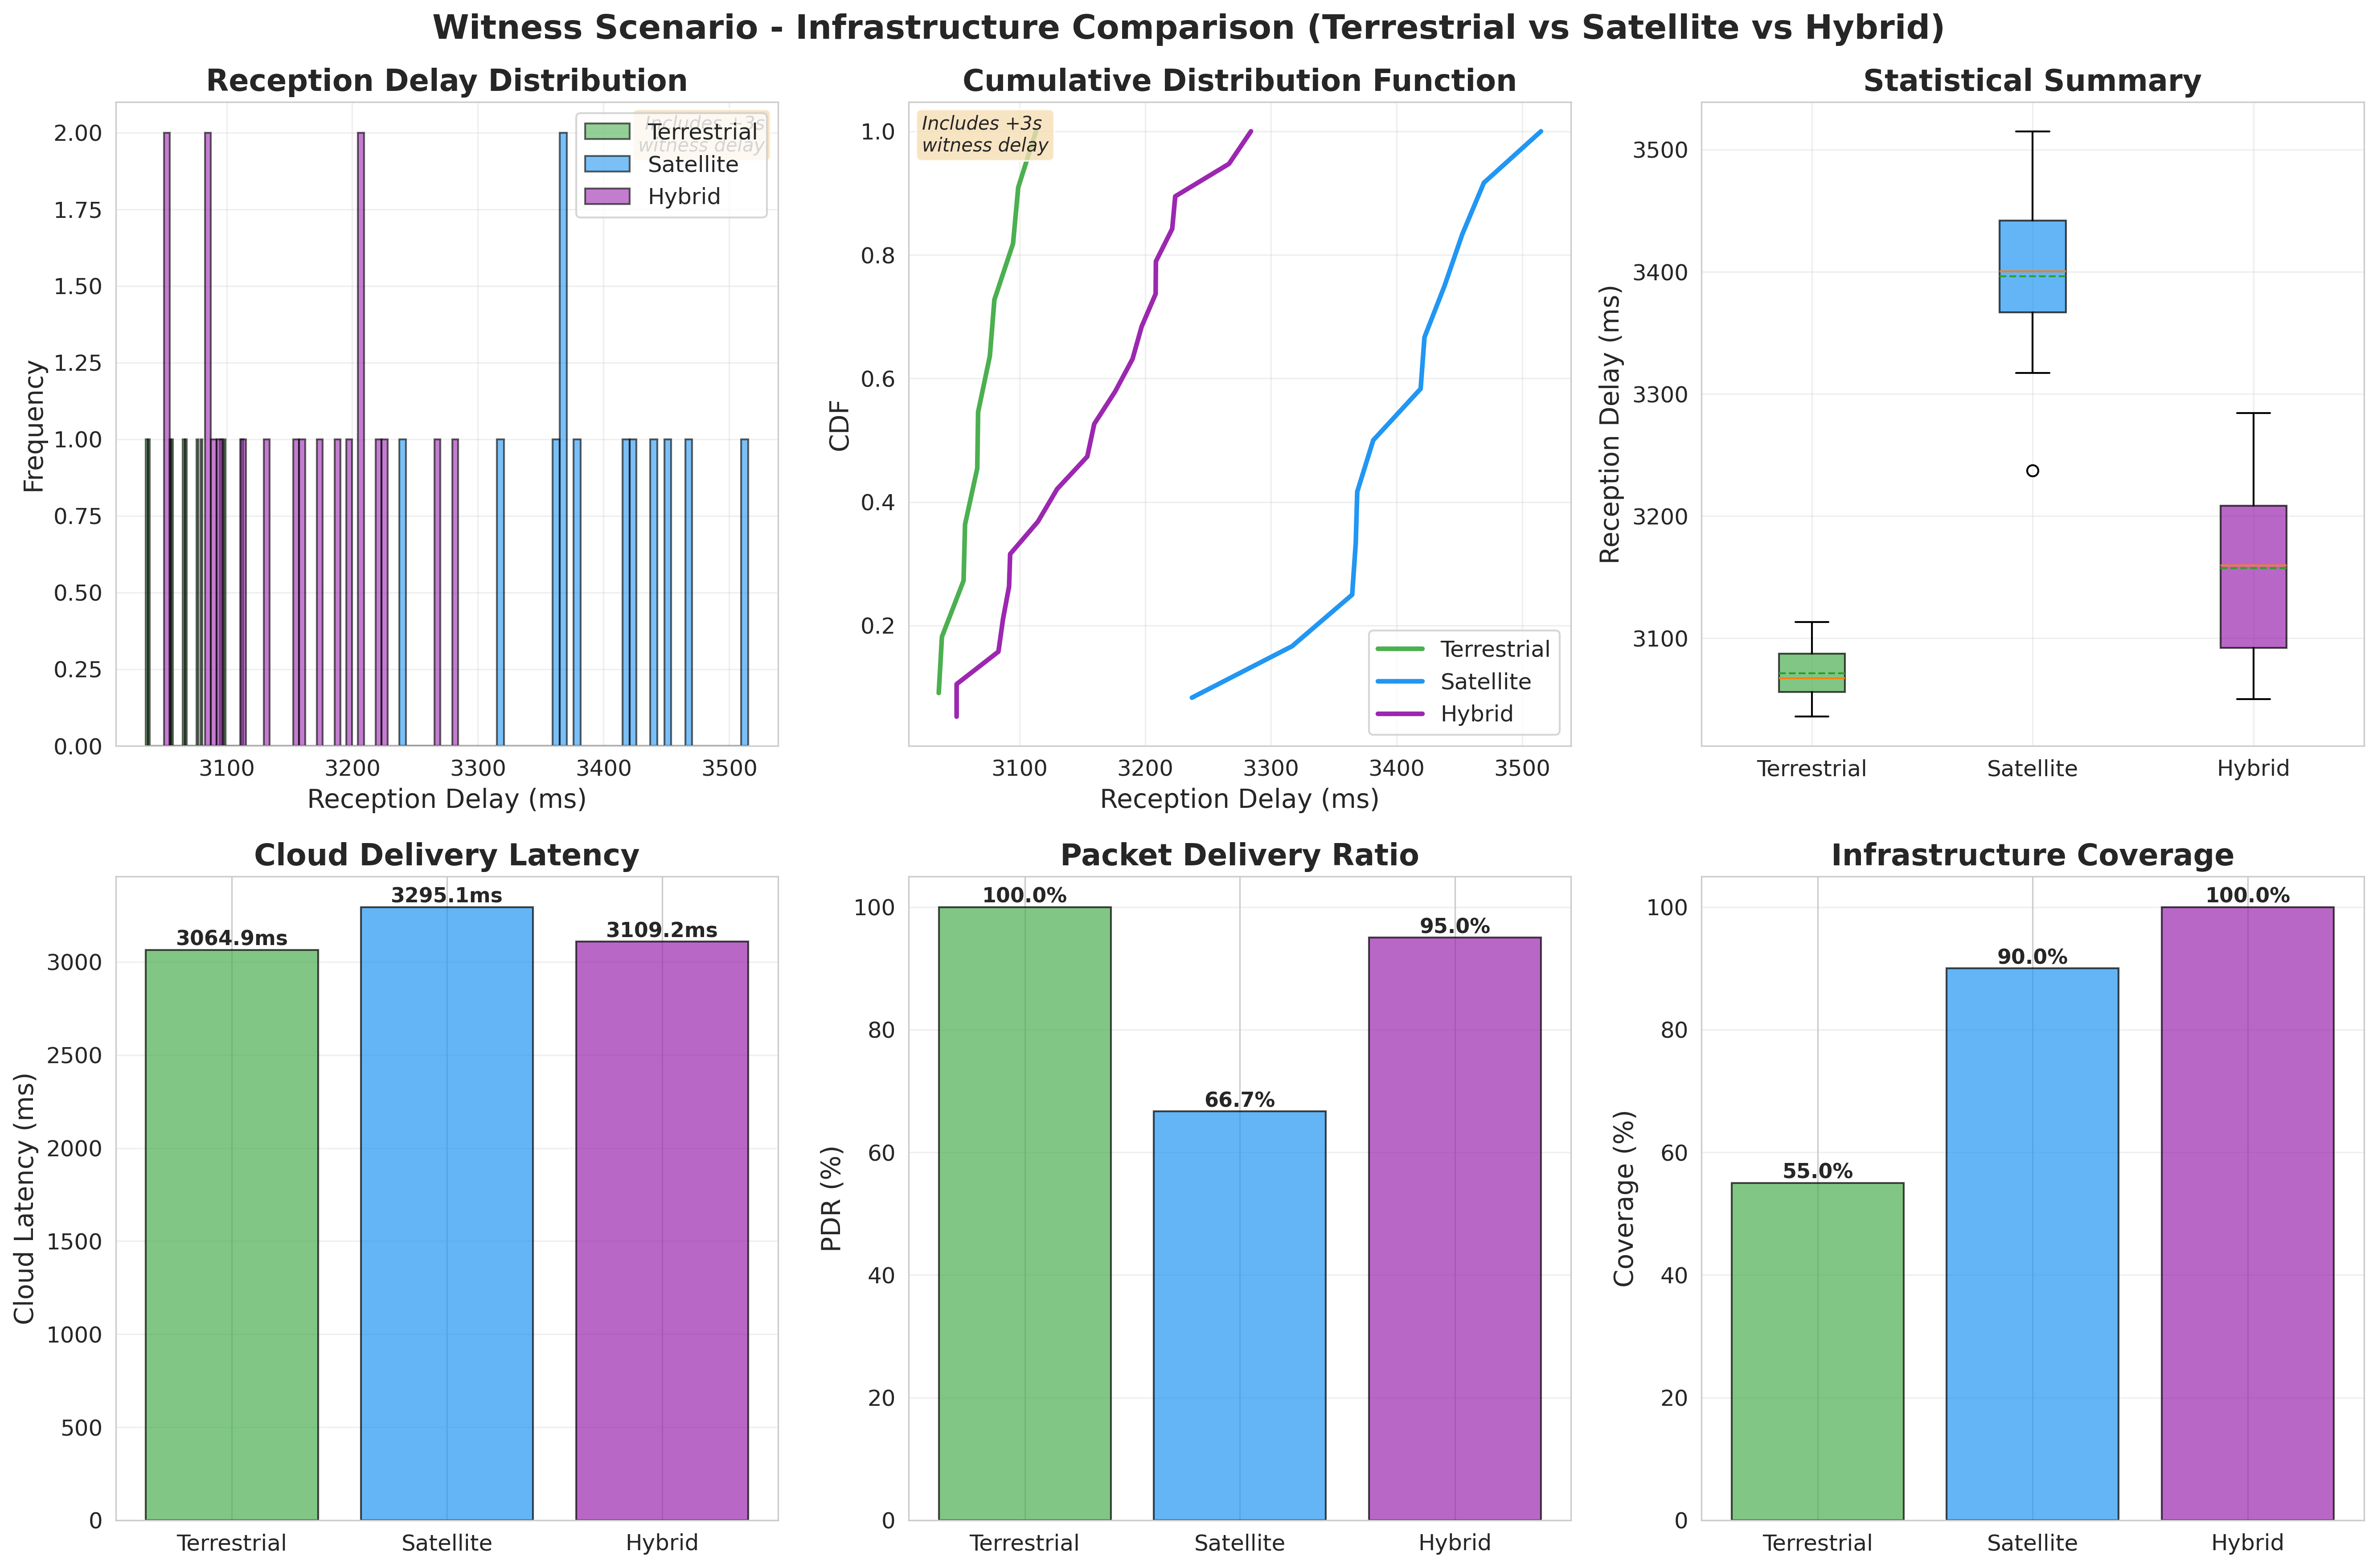 Witness Scenario - Infrastructure Comparison (Terrestrial vs Satellite vs Hybrid)
Reception Delay Distribution
Includes +3s
witness delay
Terrestrial
Satellite
Hybrid
2.00
1.75
1.50
1.25
1.00
0.75
0.50
0.25
0.00
Frequency
3100
3200
3300
3400
3500
Reception Delay (ms)
Cumulative Distribution Function
Includes +3s
witness delay
1.0
0.8
0.6
0.4
0.2
CDF
Terrestrial
Satellite
Hybrid
3100
3200
3300
3400
3500
Reception Delay (ms)
Statistical Summary
3500
3400
3300
3200
3100
Reception Delay (ms)
Terrestrial
Satellite
Hybrid
Cloud Delivery Latency
3064.9ms
3295.1ms
3109.2ms
3000
2500
2000
1500
1000
500
0
Cloud Latency (ms)
Terrestrial
Satellite
Hybrid
Packet Delivery Ratio
100.0%
66.7%
95.0%
100
80
60
40
20
0
PDR (%)
Terrestrial
Satellite
Hybrid
Infrastructure Coverage
55.0%
90.0%
100.0%
100
80
60
40
20
0
Coverage (%)
Terrestrial
Satellite
Hybrid